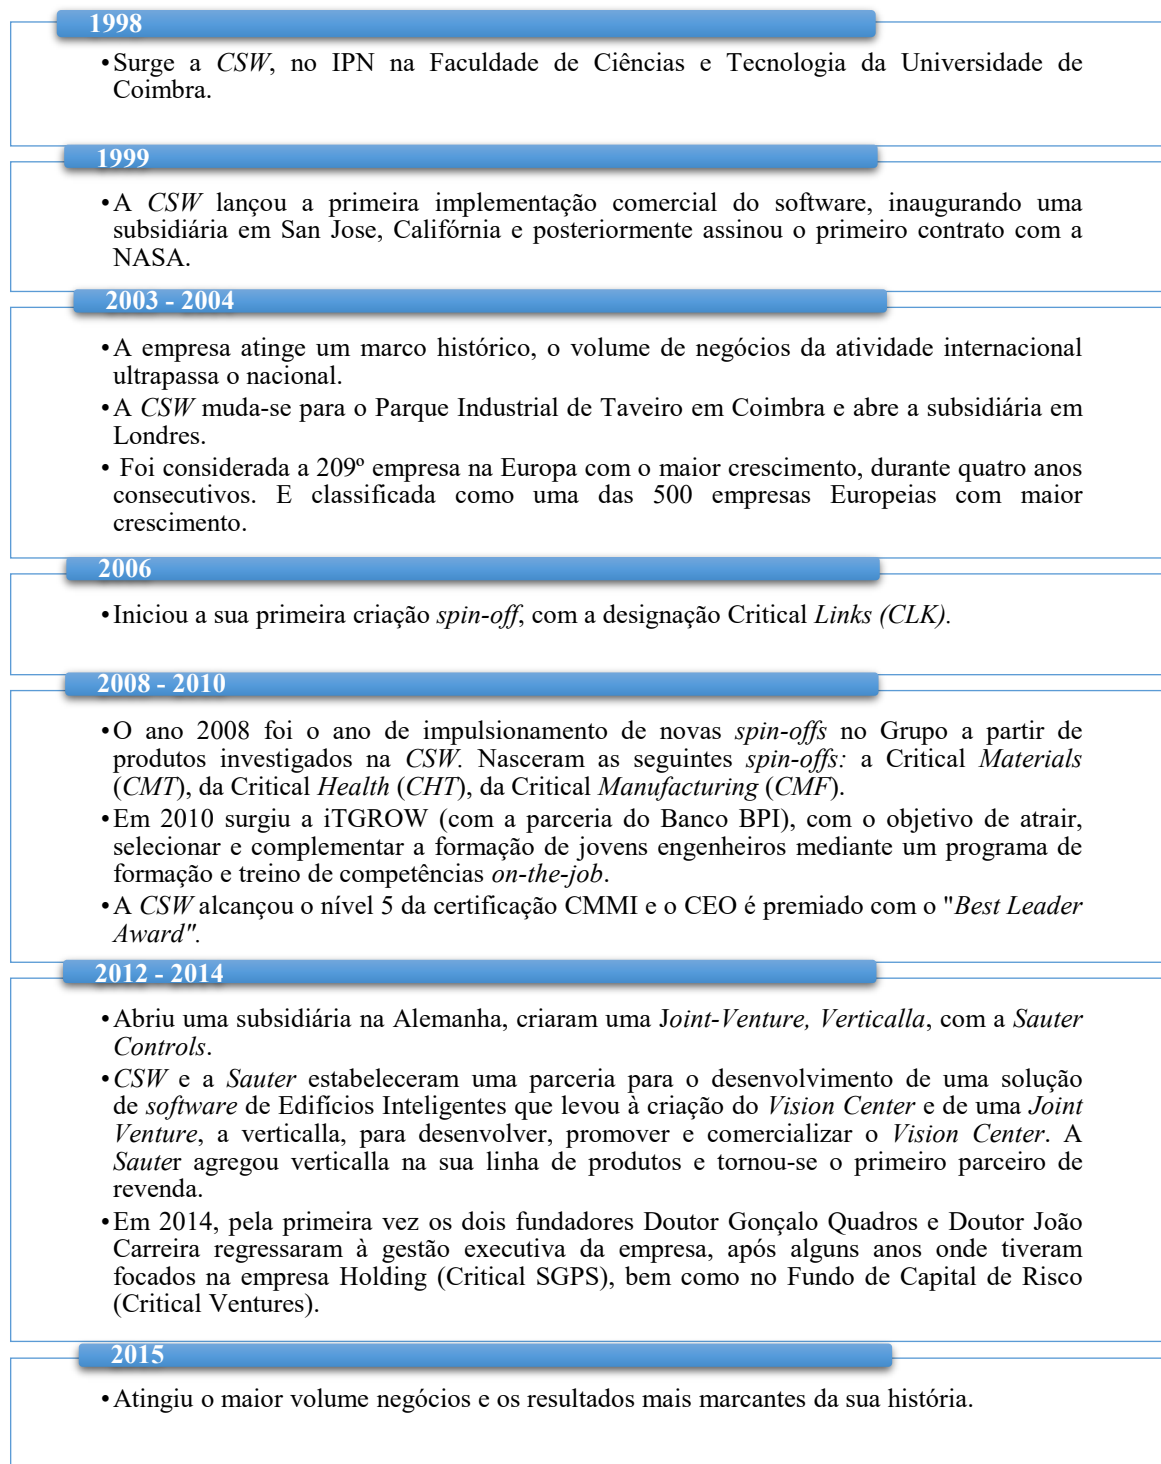 1998
•Surge a CSW, no IPN na Faculdade de Ciências e Tecnologia da Universidade de
Coimbra.
1999
•A CSW lançou a primeira implementação comercial do software, inaugurando uma
subsidiária em San Jose, Califórnia e posteriormente assinou o primeiro contrato com a
NASA.
2003 - 2004
•A empresa atinge um marco histórico, o volume de negócios da atividade internacional
ultrapassa o nacional.
•A CSW muda-se para o Parque Industrial de Taveiro em Coimbra e abre a subsidiária em
Londres.
• Foi considerada a 209º empresa na Europa com o maior crescimento, durante quatro anos
consecutivos. E classificada como uma das 500 empresas Europeias com maior
crescimento.
2006
•Iniciou a sua primeira criação spin-off, com a designação Critical Links (CLK).
2008 - 2010
•O ano 2008 foi o ano de impulsionamento de novas spin-offs no Grupo a partir de
produtos investigados na CSW. Nasceram as seguintes spin-offs: a Critical Materials
(CMT), da Critical Health (CHT), da Critical Manufacturing (CMF).
•Em 2010 surgiu a iTGROW (com a parceria do Banco BPI), com o objetivo de atrair,
selecionar e complementar a formação de jovens engenheiros mediante um programa de
formação e treino de competências on-the-job.
•A CSW alcançou o nível 5 da certificação CMMI e o CEO é premiado com o "Best Leader
Award".
2012 - 2014
•Abriu uma subsidiária na Alemanha, criaram uma Joint-Venture, Verticalla, com a Sauter
Controls.
•CSW e a Sauter estabeleceram uma parceria para o desenvolvimento de uma solução
de software de Edifícios Inteligentes que levou à criação do Vision Center e de uma Joint
Venture, a verticalla, para desenvolver, promover e comercializar o Vision Center. A
Sauter agregou verticalla na sua linha de produtos e tornou-se o primeiro parceiro de
revenda.
•Em 2014, pela primeira vez os dois fundadores Doutor Gonçalo Quadros e Doutor João
Carreira regressaram à gestão executiva da empresa, após alguns anos onde tiveram
focados na empresa Holding (Critical SGPS), bem como no Fundo de Capital de Risco
(Critical Ventures).
2015
•Atingiu o maior volume negócios e os resultados mais marcantes da sua história.